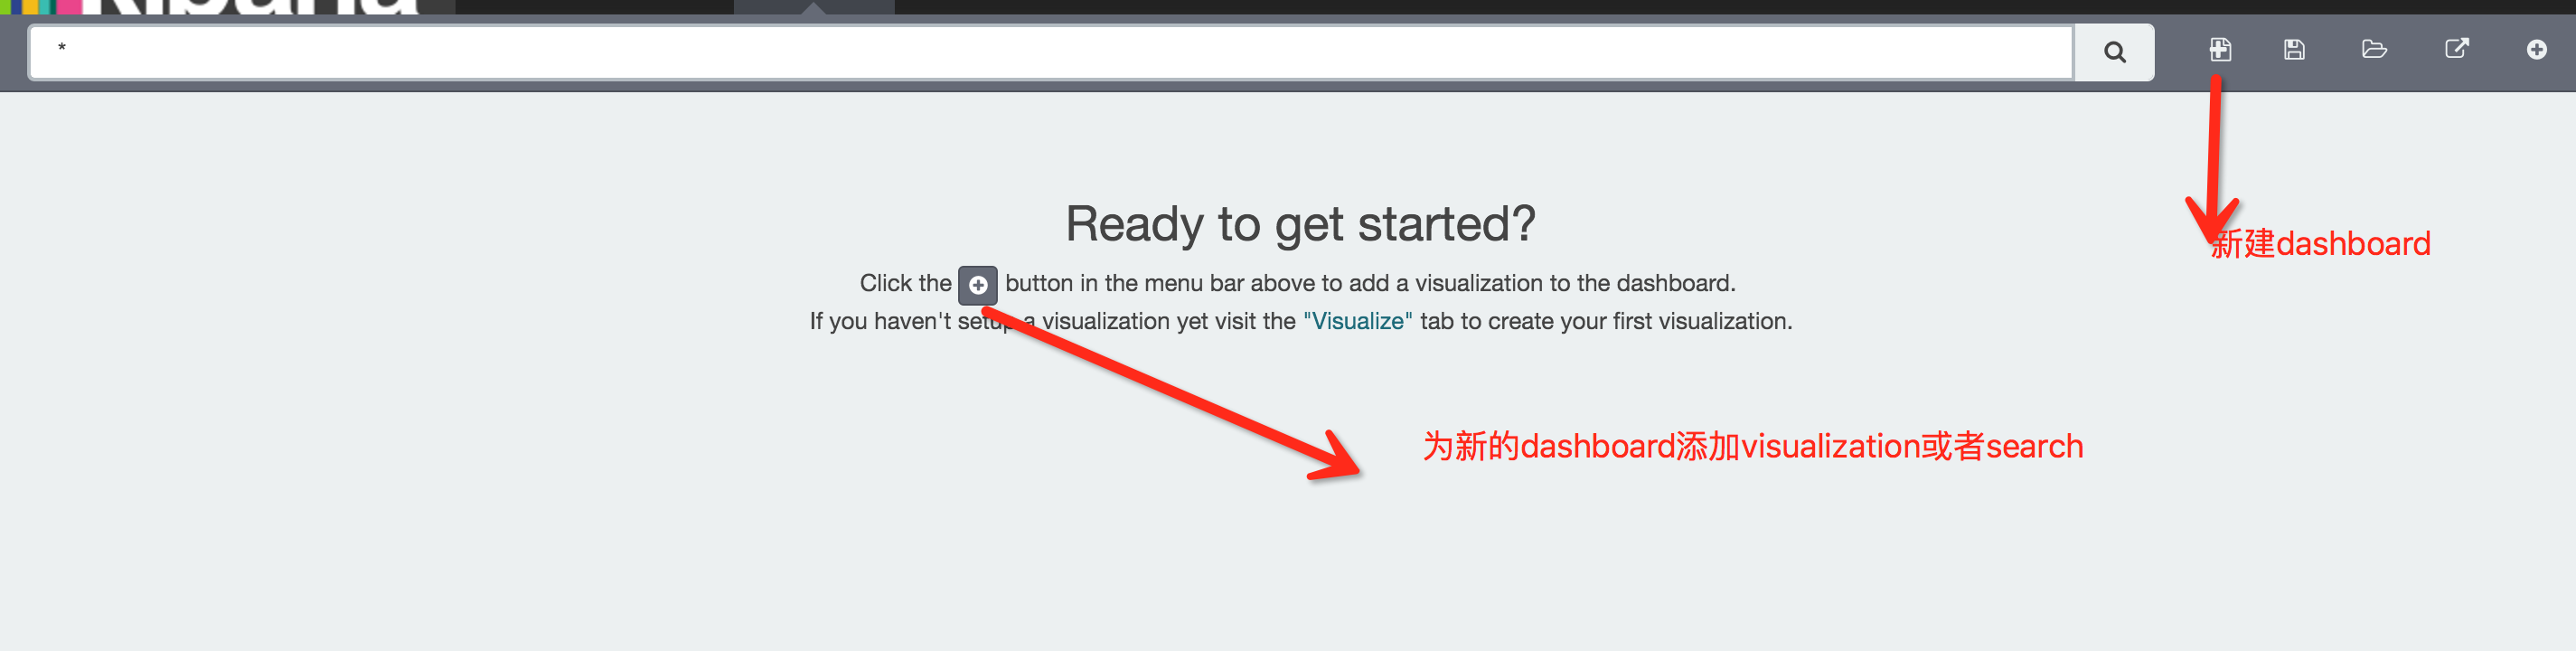 kibana
*
Ready to get started?
新建dashboard
Click the button in the menu bar above to add a visualization to the dashboard.
If you haven't setup a visualization yet visit the "Visualize" tab to create your first visualization.
为新的dashboard添加visualization或者search